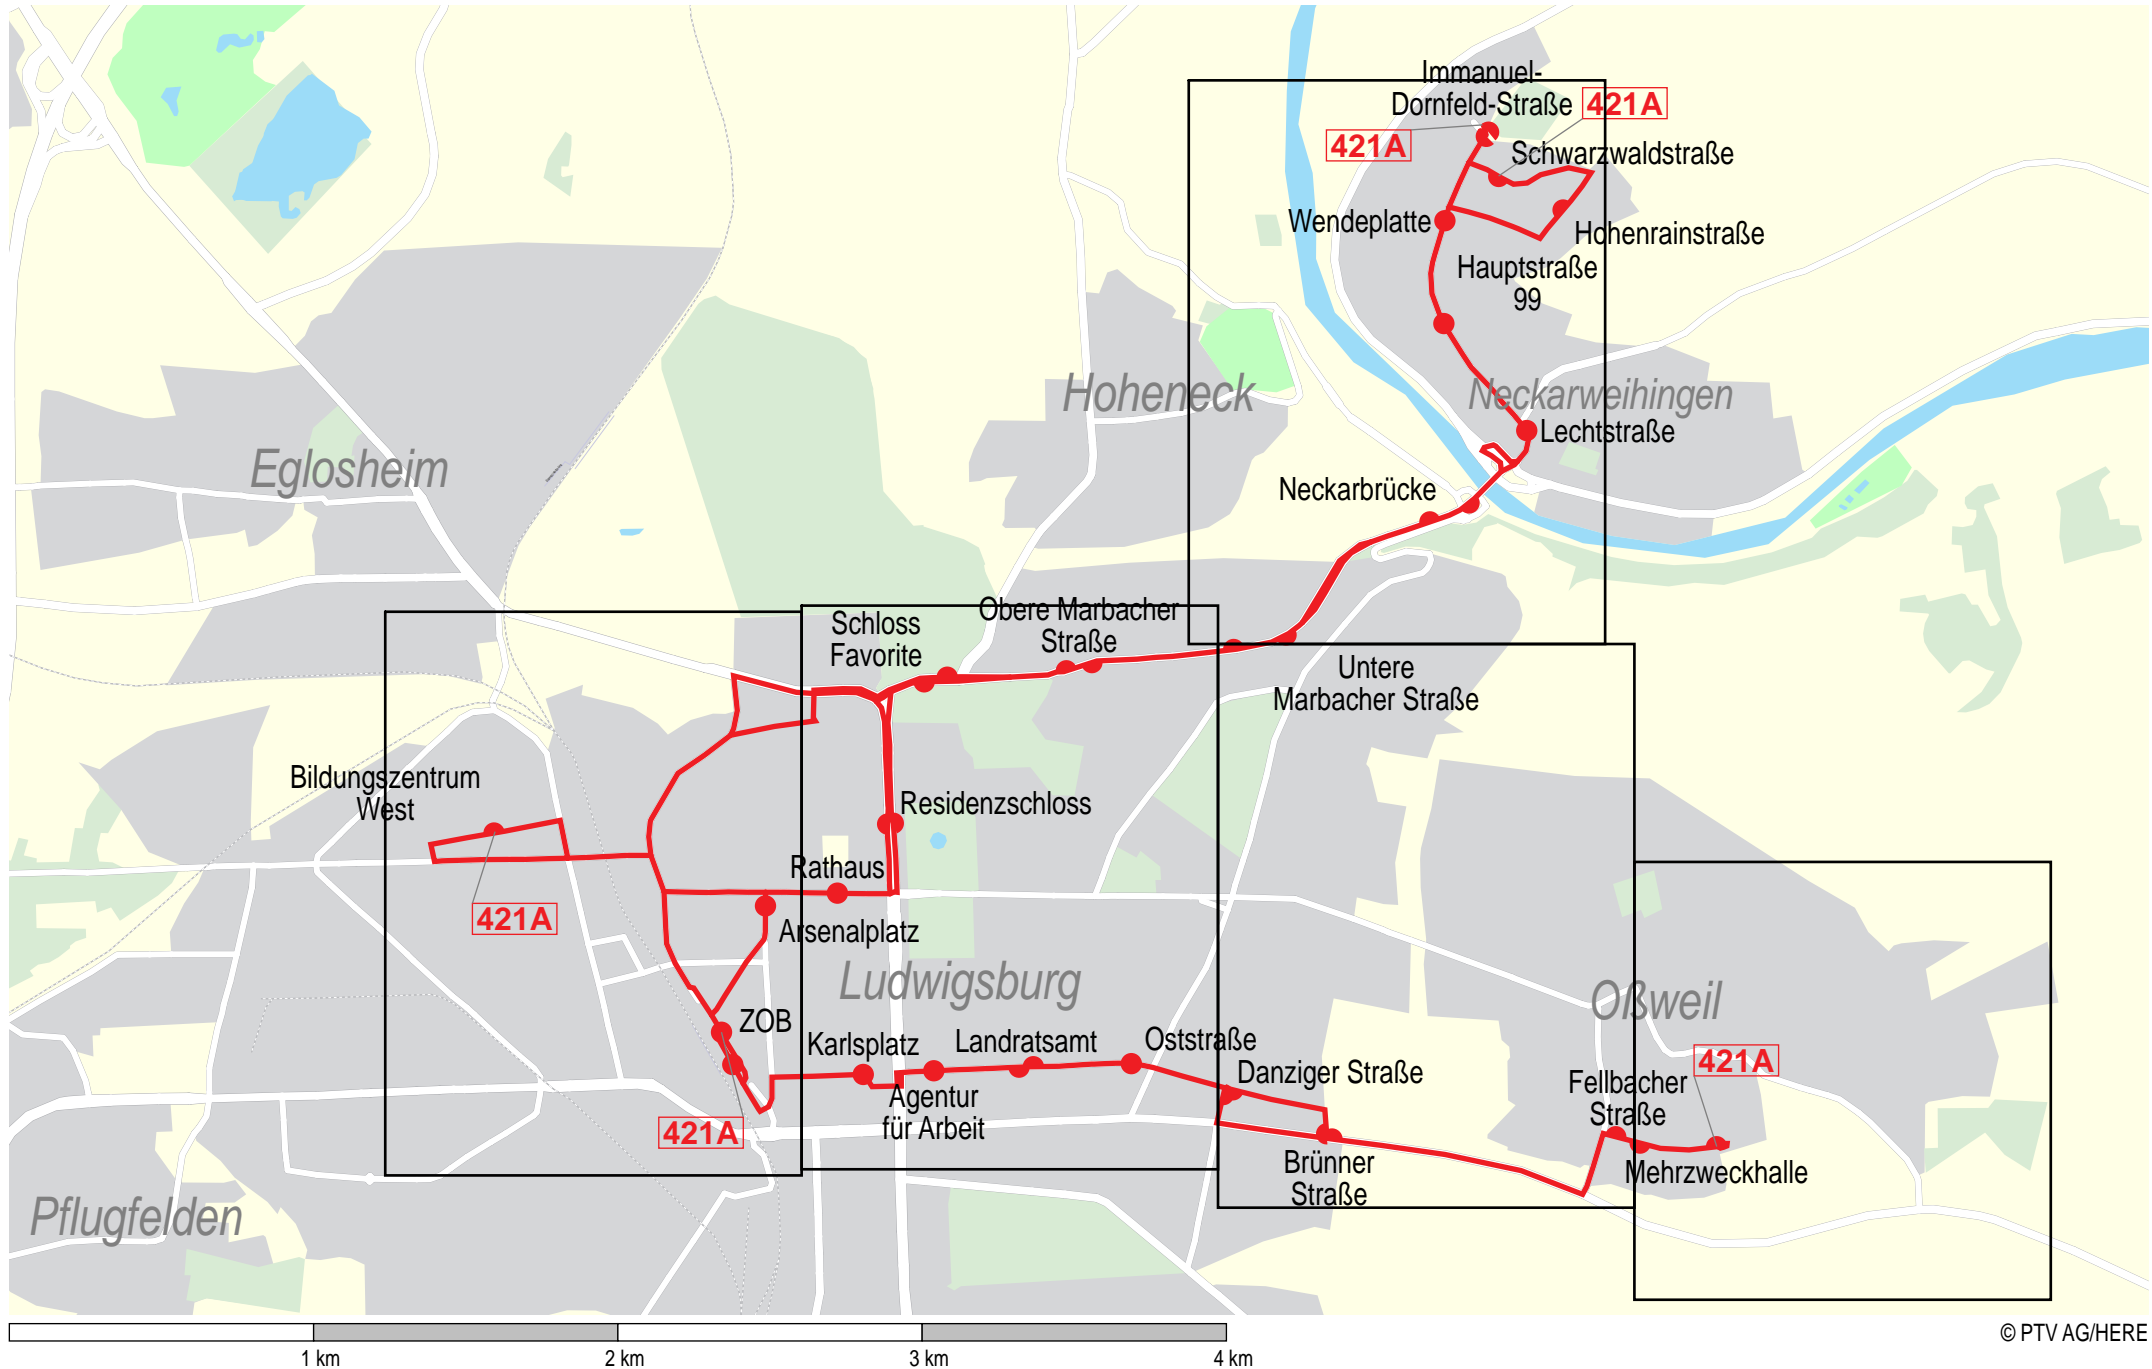 Immanuel-
Dornfeld-Straße
421A
421A
Schwarzwaldstraße
Wendeplatte
Hohenrainstraße
Hauptstraße
99
Hoheneck
Neckarweihingen
Lechtstraße
Eglosheim
Neckarbrücke
Obere Marbacher
Straße
Schloss
Favorite
Untere
Marbacher Straße
Bildungszentrum
West
Residenzschloss
Rathaus
421A
Arsenalplatz
Ludwigsburg
Oßweil
ZOB
Karlsplatz
Landratsamt
Oststraße
Danziger Straße
421A
Fellbacher
Straße
Agentur
für Arbeit
421A
Brünner
Straße
Mehrzweckhalle
Pflugfelden
© PTV AG/HERE
1 km
2 km
3 km
4 km